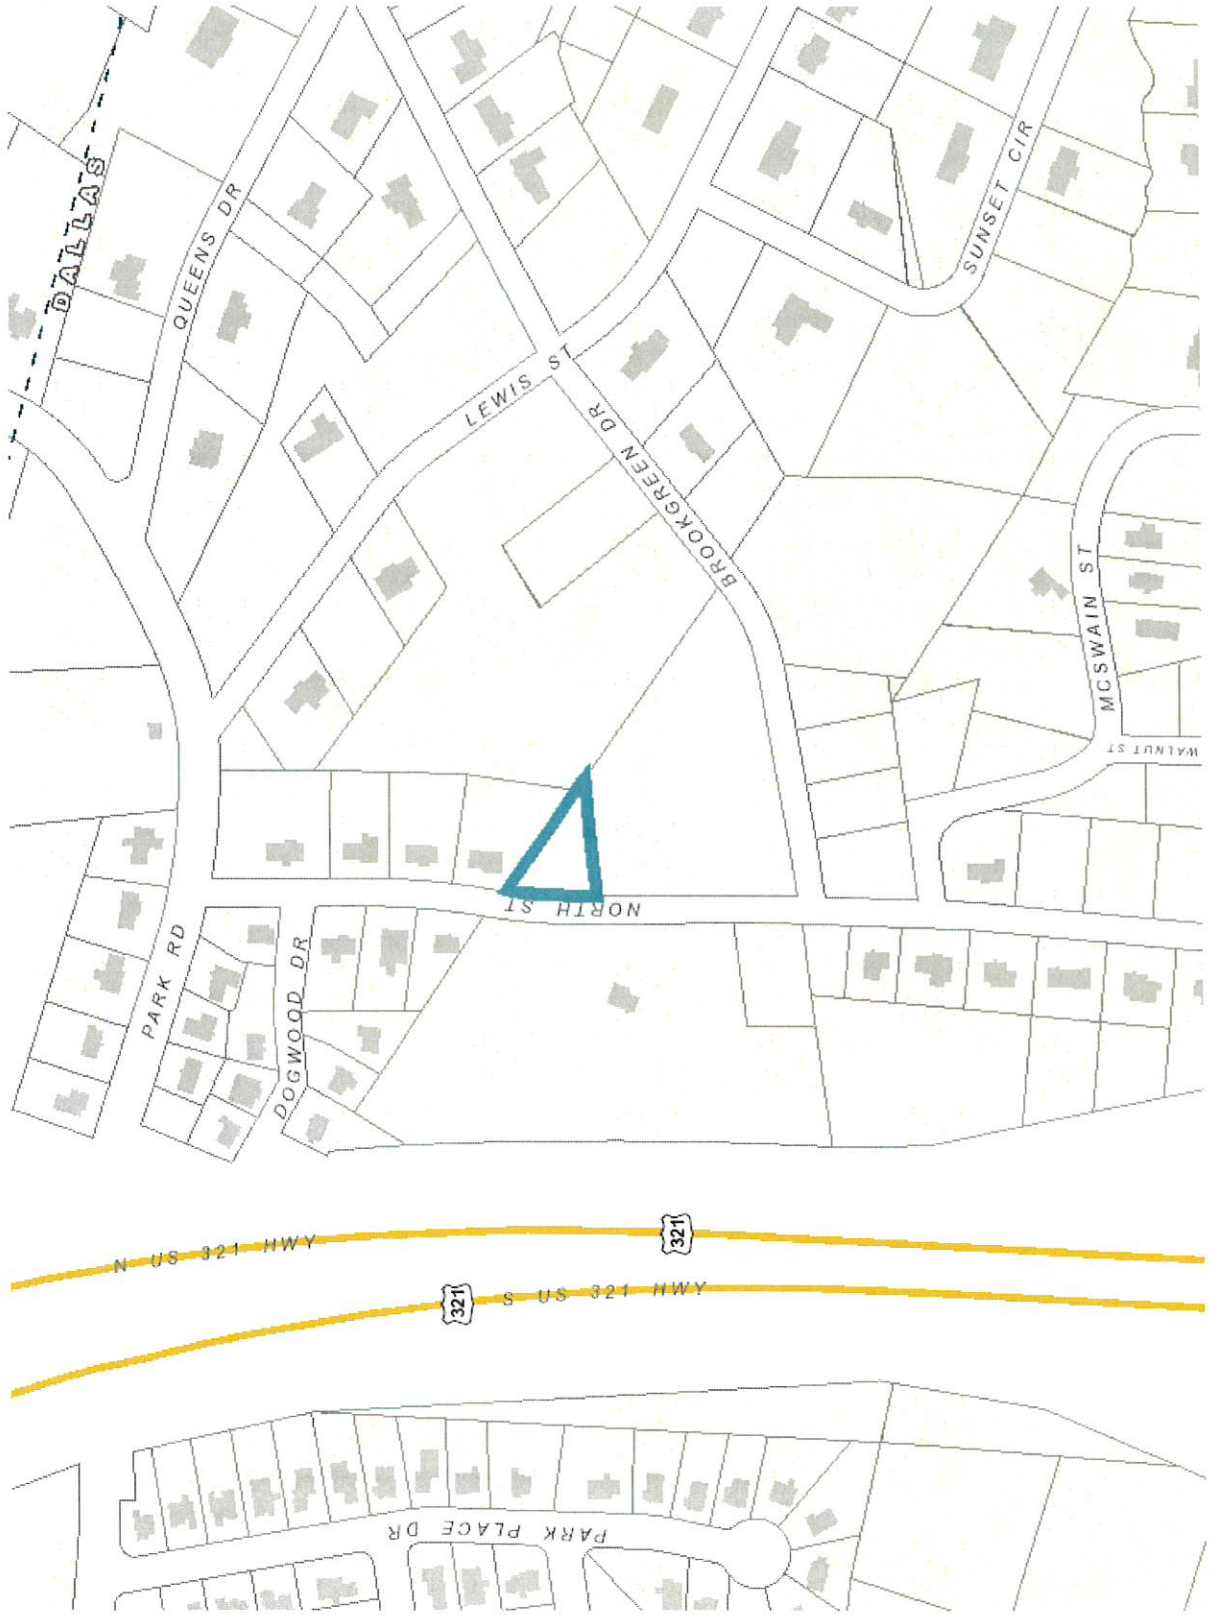 DALLAS
QUEENS DR
SUNSET CIR
LEWIS ST
BROOKGREEN DR
MCSWAIN ST
WALNUT ST
NORTH ST
PARK RD
DOGWOOD DR
321
N US 321 HWY
321
S US 321 HWY
PARK PLACE DR